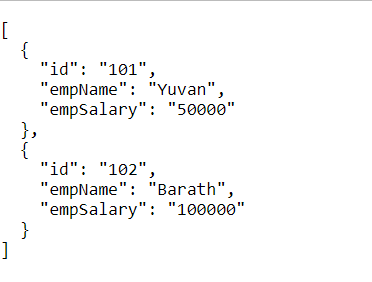 [
  {
    "id": "101",
    "empName": "Yuvan",
    "empSalary": "50000"
  },
  {
    "id": "102",
    "empName": "Barath",
    "empSalary": "100000"
  }
]